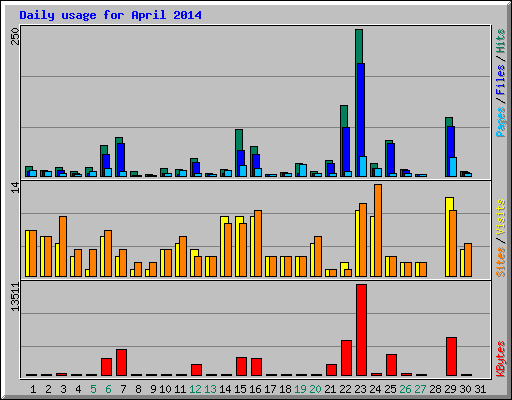 Daily usage for April 2014
250
Pages / Files / Hits
14
Sites / Visits
13511
KBytes
1 2 3 4 5 6 7 8 9 10 11 12 13 14 15 16 17 18 19 20 21 22 23 24 25 26 27 28 29 30 31